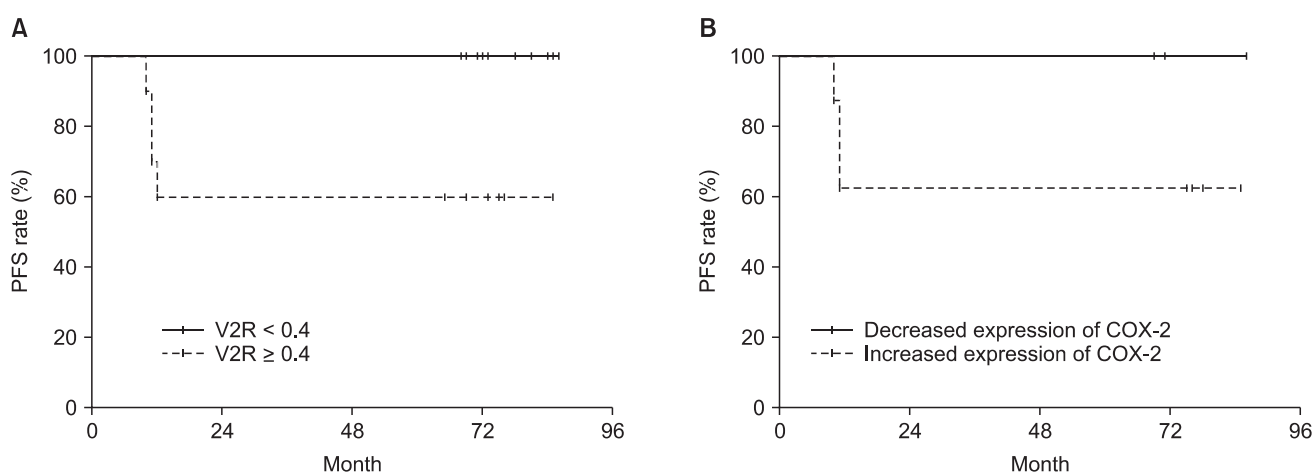 A
PFS rate (%)
100
80
60
40
20
0
V2R < 0.4
V2R ≥ 0.4
0 24 48 72 96
Month
B
PFS rate (%)
100
80
60
40
20
0
Decreased expression of COX-2
Increased expression of COX-2
0 24 48 72 96
Month